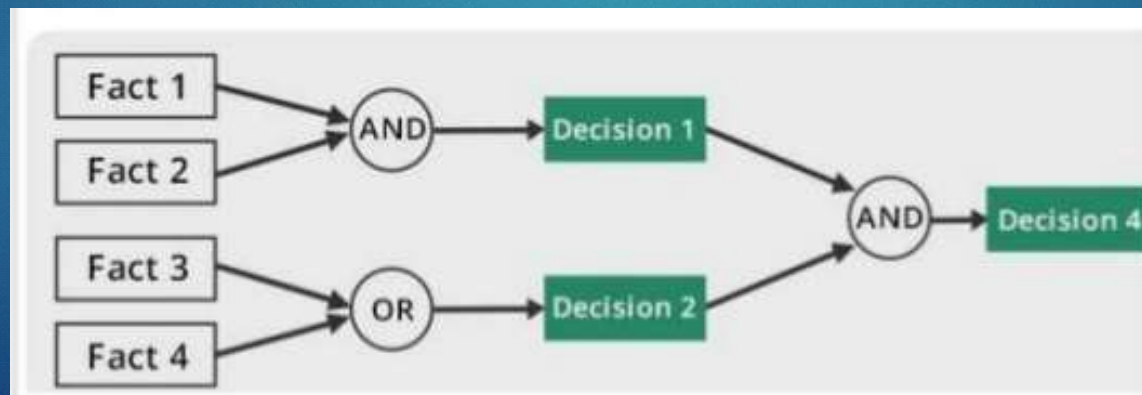 Fact 1
Fact 2
AND
Decision 1
Fact 3
Fact 4
OR
Decision 2
AND
Decision 4